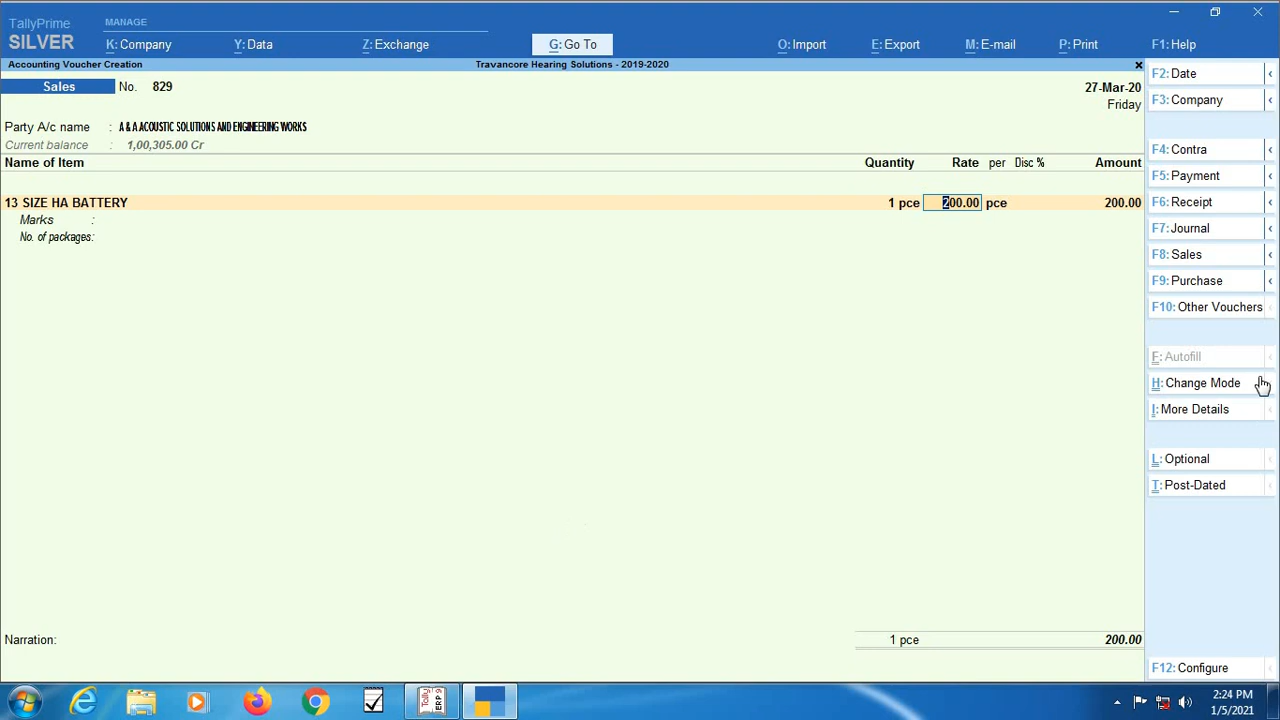 TallyPrime
SILVER
MANAGE
K: Company
Y: Data
Z: Exchange
G: Go To
O: Import
E: Export
M: E-mail
P: Print
F1: Help
Accounting Voucher Creation
Travancore Hearing Solutions - 2019-2020
Sales No. 829
27-Mar-20
Friday
Party A/c name : A & A ACOUSTIC SOLUTIONS AND ENGINEERING WORKS
Current balance : 1,00,305.00 Cr
Name of Item Quantity Rate per Disc % Amount
13 SIZE HA BATTERY 1 pce 200.00 pce 200.00
Marks :
No. of packages:
Narration: 1 pce 200.00
F2: Date
F3: Company
F4: Contra
F5: Payment
F6: Receipt
F7: Journal
F8: Sales
F9: Purchase
F10: Other Vouchers
F: Autofill
H: Change Mode
I: More Details
L: Optional
T: Post-Dated
F12: Configure
Tally
ERP 9
2:24 PM
1/5/2021